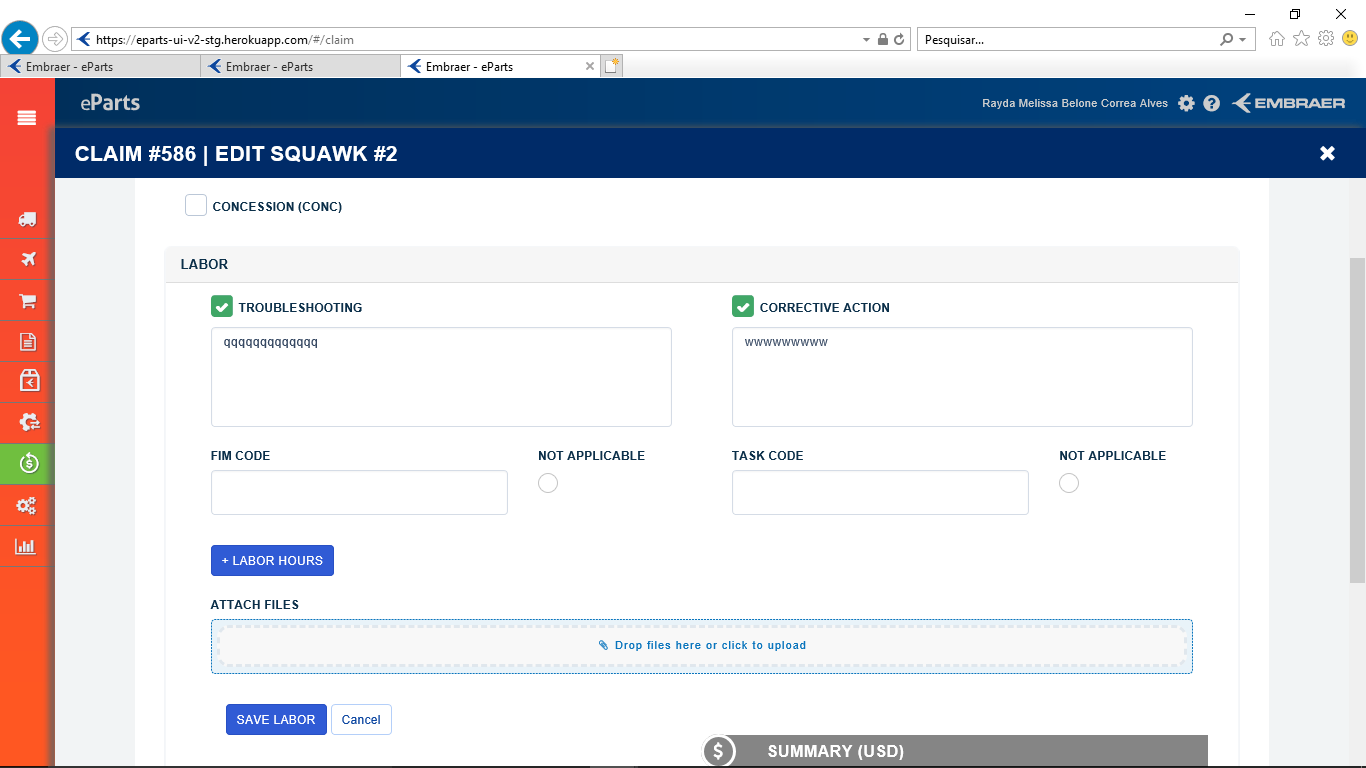 https://eparts-ui-v2-stg.herokuapp.com/#/claim
Pesquisar...
Embraer - eParts
Embraer - eParts
Embraer - eParts
eParts
Rayda Melissa Belone Correa Alves
EMBRAER
CLAIM #586 | EDIT SQUAWK #2
CONCESSION (CONC)
LABOR
TROUBLESHOOTING
CORRECTIVE ACTION
qqqqqqqqqqqqq
wwwwwwwww
FIM CODE
NOT APPLICABLE
TASK CODE
NOT APPLICABLE
+ LABOR HOURS
ATTACH FILES
Drop files here or click to upload
SAVE LABOR
Cancel
$ SUMMARY (USD)